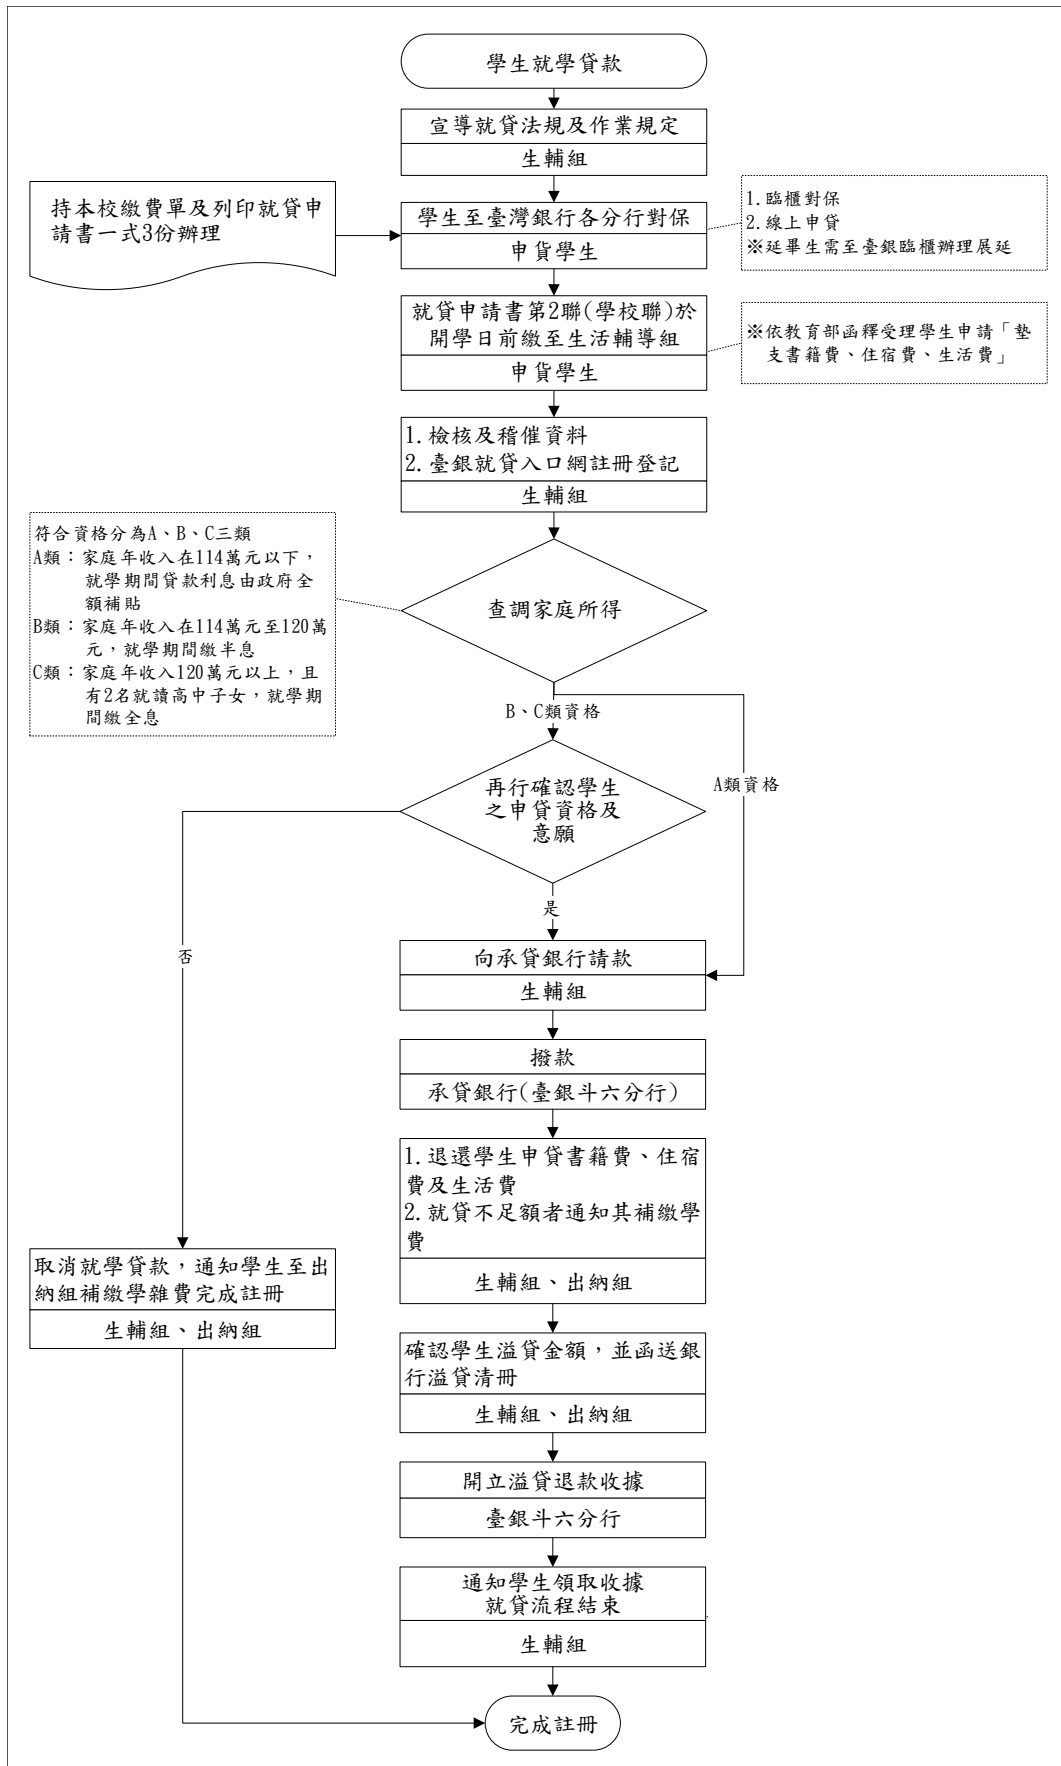 學生就學貸款
宣導就貸法規及作業規定
生輔組
持本校繳費單及列印就貸申
請書一式3份辦理
學生至臺灣銀行各分行對保
申貸學生
1.臨櫃對保
2.線上申貸
※延畢生需至臺銀臨櫃辦理展延
就貸申請書第2聯(學校聯)於
開學日前繳至生活輔導組
申貸學生
※依教育部函釋受理學生申請「墊
支書籍費、住宿費、生活費」
1.檢核及稽催資料
2.臺銀就貸入口網註冊登記
生輔組
符合資格分為A、B、C三類
A類：家庭年收入在114萬元以下，
就學期間貸款利息由政府全
額補貼
B類：家庭年收入在114萬元至120萬
元，就學期間繳半息
C類：家庭年收入120萬元以上，且
有2名就讀高中子女，就學期
間繳全息
查調家庭所得
B、C類資格
A類資格
再行確認學生
之申貸資格及
意願
是
否
向承貸銀行請款
生輔組
撥款
承貸銀行(臺銀斗六分行)
1.退還學生申貸書籍費、住宿
費及生活費
2.就貸不足額者通知其補繳學
費
生輔組、出納組
取消就學貸款，通知學生至出
納組補繳學雜費完成註冊
生輔組、出納組
確認學生溢貸金額，並函送銀
行溢貸清冊
生輔組、出納組
開立溢貸退款收據
臺銀斗六分行
通知學生領取收據
就貸流程結束
生輔組
完成註冊